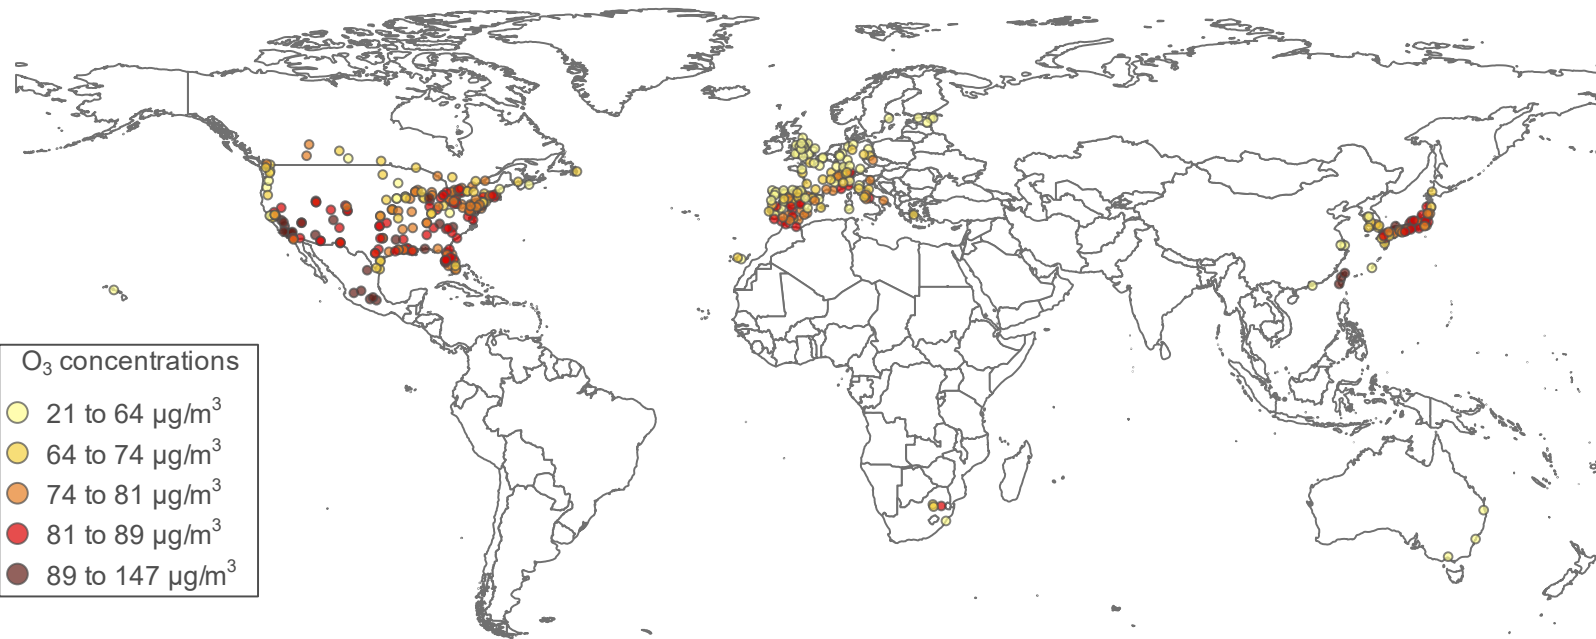 O₃ concentrations
21 to 64 µg/m³
64 to 74 µg/m³
74 to 81 µg/m³
81 to 89 µg/m³
89 to 147 µg/m³